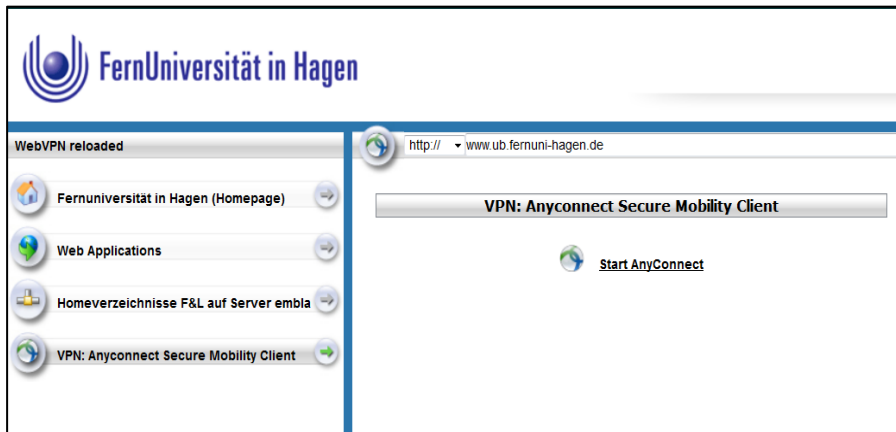 FernUniversität in Hagen
WebVPN reloaded
http:// www.ub.fernuni-hagen.de
Fernuniversität in Hagen (Homepage)
Web Applications
Homeverzeichnisse F&L auf Server embla
VPN: Anyconnect Secure Mobility Client
VPN: Anyconnect Secure Mobility Client
Start AnyConnect